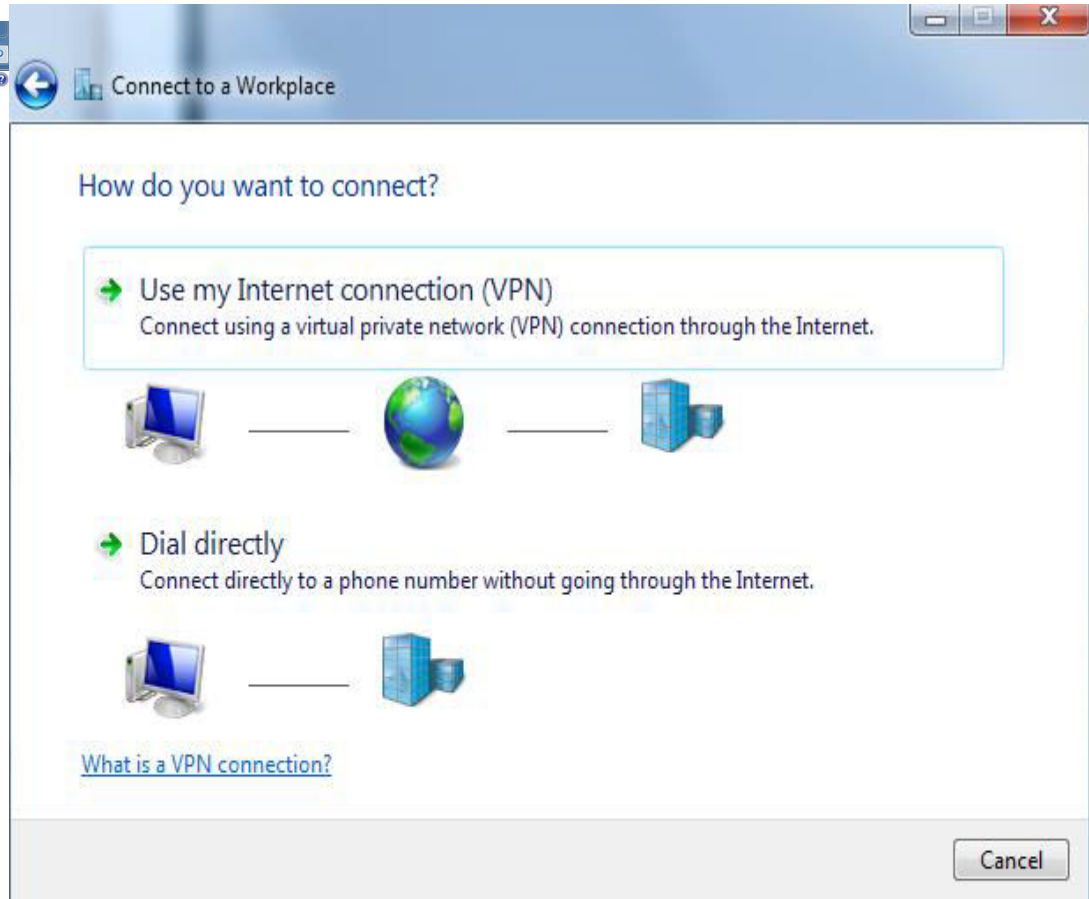 Connect to a Workplace
How do you want to connect?
Use my Internet connection (VPN)
Connect using a virtual private network (VPN) connection through the Internet.
Dial directly
Connect directly to a phone number without going through the Internet.
What is a VPN connection?
Cancel